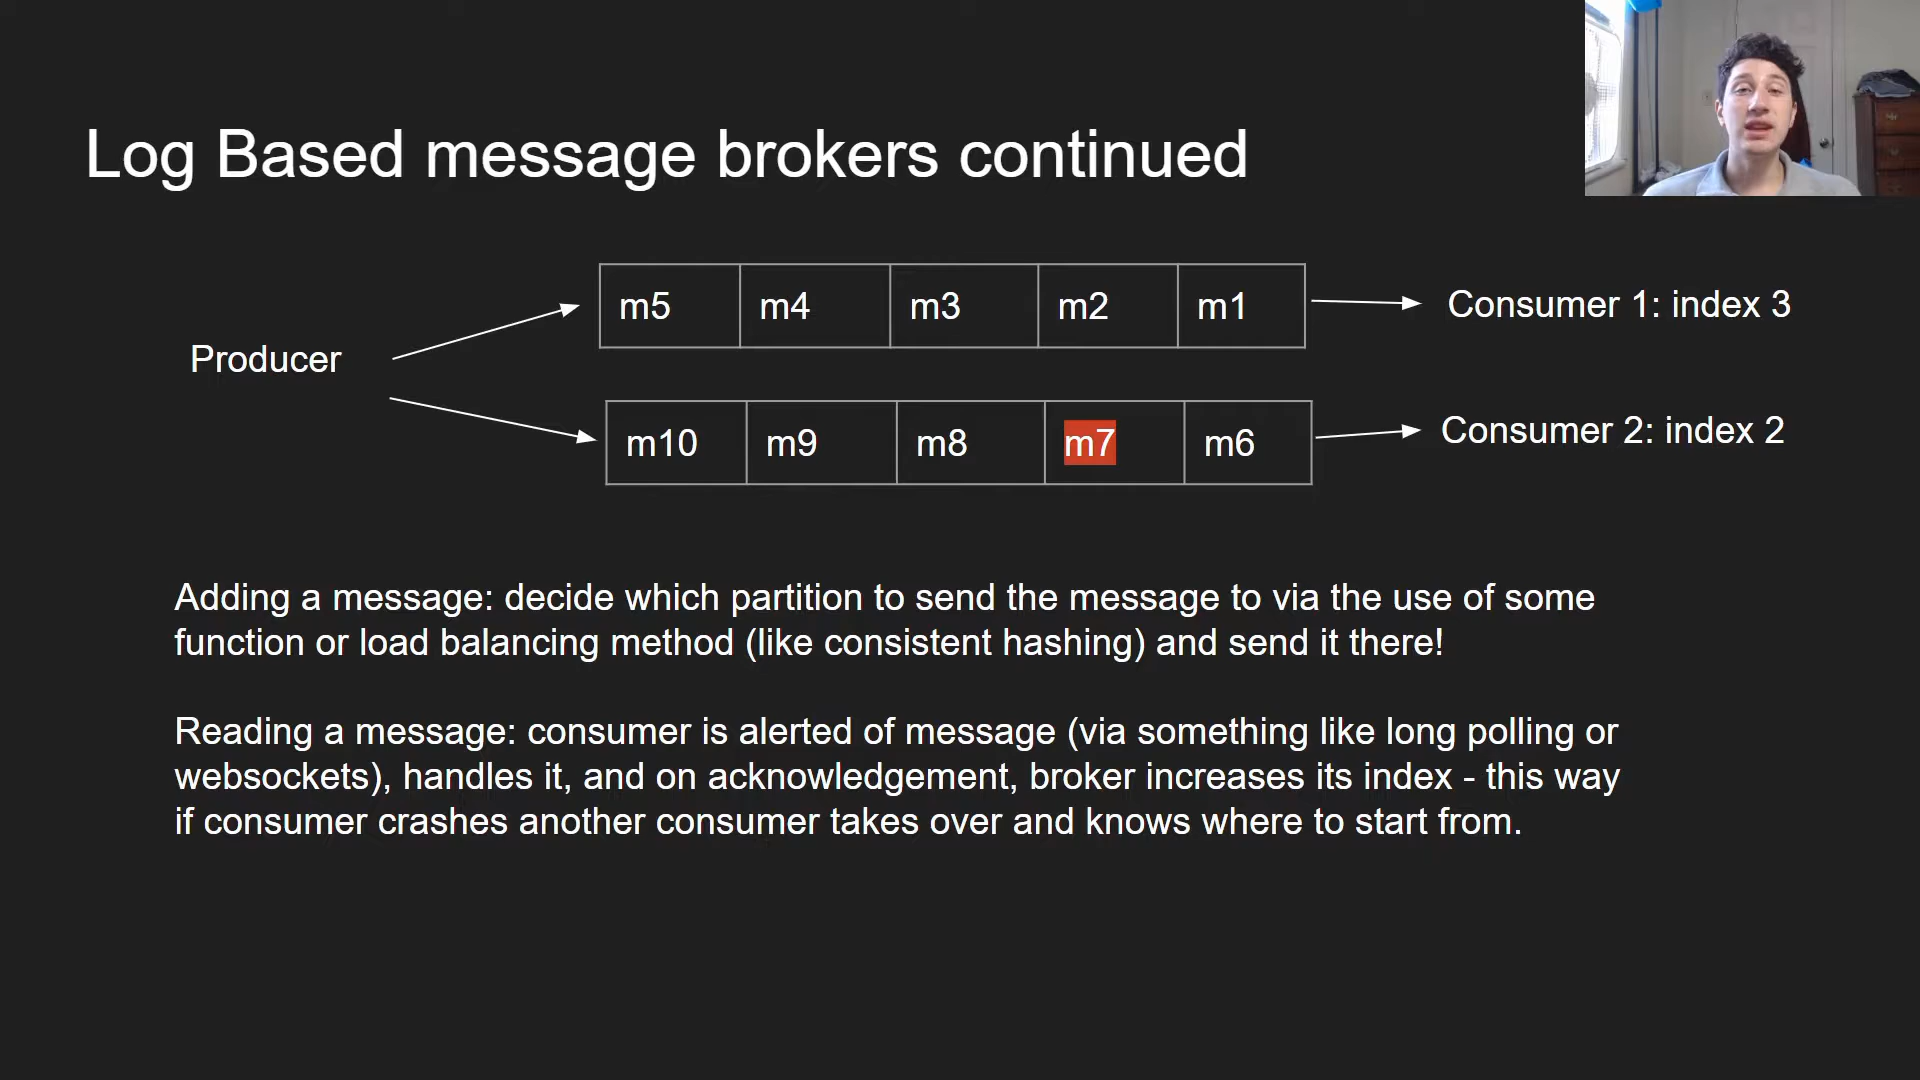 Log Based message brokers continued
Producer
m5 m4 m3 m2 m1
Consumer 1: index 3
m10 m9 m8 m7 m6
Consumer 2: index 2
Adding a message: decide which partition to send the message to via the use of some
function or load balancing method (like consistent hashing) and send it there!
Reading a message: consumer is alerted of message (via something like long polling or
websockets), handles it, and on acknowledgement, broker increases its index - this way
if consumer crashes another consumer takes over and knows where to start from.